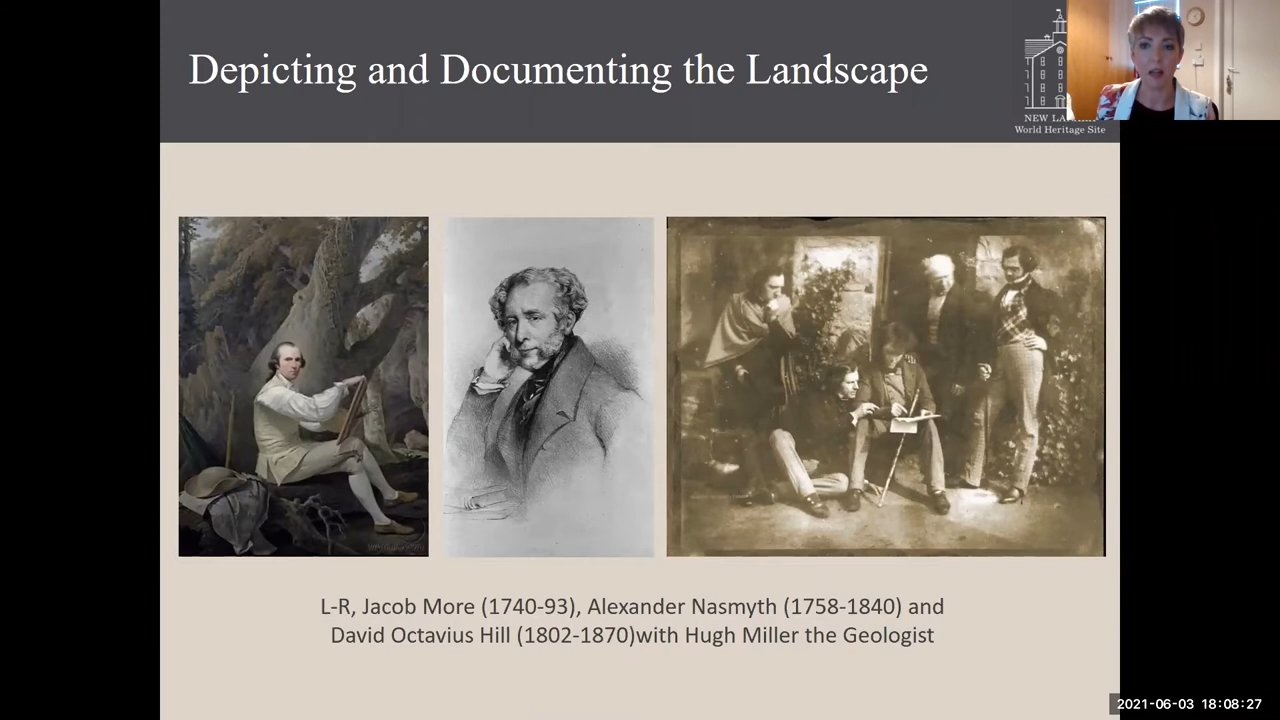 Depicting and Documenting the Landscape
NEW
World Heritage Site
L-R, Jacob More (1740-93), Alexander Nasmyth (1758-1840) and
David Octavius Hill (1802-1870)with Hugh Miller the Geologist
2021-06-03 18:08:27